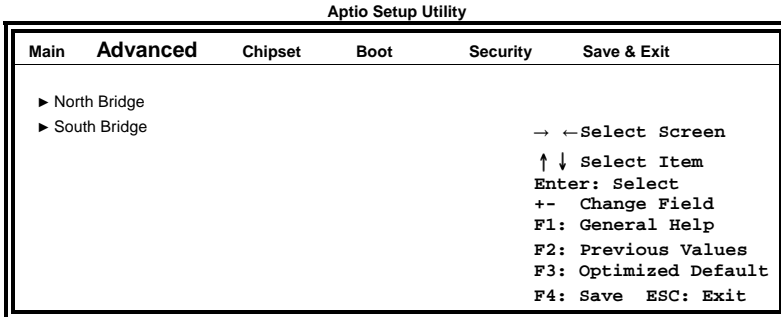 Aptio Setup Utility
Main Advanced Chipset Boot Security Save & Exit
► North Bridge
► South Bridge
→ ←Select Screen
↑↓ Select Item
Enter: Select
+- Change Field
F1: General Help
F2: Previous Values
F3: Optimized Default
F4: Save ESC: Exit